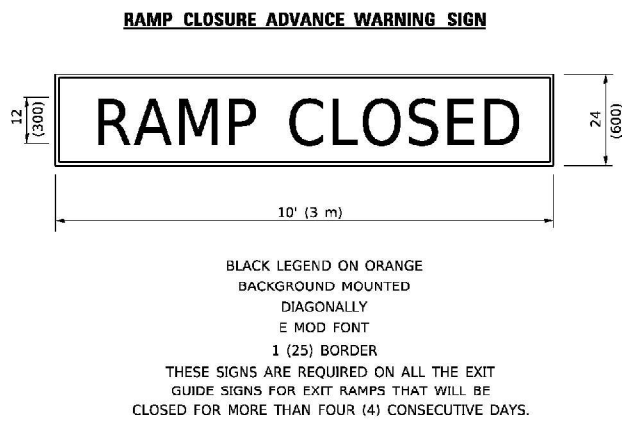 RAMP CLOSURE ADVANCE WARNING SIGN
12
(300)
RAMP CLOSED
24
(600)
10' (3 m)
BLACK LEGEND ON ORANGE
BACKGROUND MOUNTED
DIAGONALLY
E MOD FONT
1 (25) BORDER
THESE SIGNS ARE REQUIRED ON ALL THE EXIT
GUIDE SIGNS FOR EXIT RAMPS THAT WILL BE
CLOSED FOR MORE THAN FOUR (4) CONSECUTIVE DAYS.